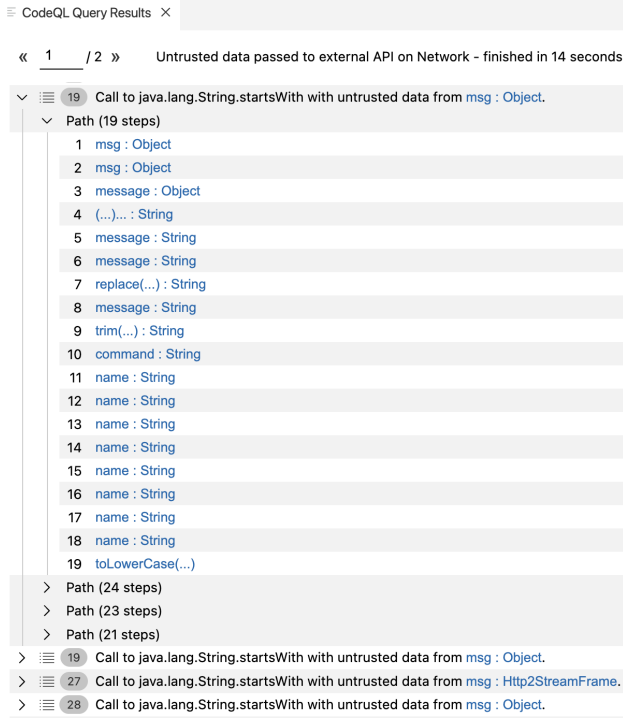 CodeQL Query Results ×
« 1 / 2 » Untrusted data passed to external API on Network - finished in 14 seconds
19 Call to java.lang.String.startsWith with untrusted data from msg : Object.
Path (19 steps)
1 msg : Object
2 msg : Object
3 message : Object
4 (...)... : String
5 message : String
6 message : String
7 replace(...) : String
8 message : String
9 trim(...) : String
10 command : String
11 name : String
12 name : String
13 name : String
14 name : String
15 name : String
16 name : String
17 name : String
18 name : String
19 toLowerCase(...)
Path (24 steps)
Path (23 steps)
Path (21 steps)
19 Call to java.lang.String.startsWith with untrusted data from msg : Object.
27 Call to java.lang.String.startsWith with untrusted data from msg : Http2StreamFrame.
28 Call to java.lang.String.startsWith with untrusted data from msg : Object.